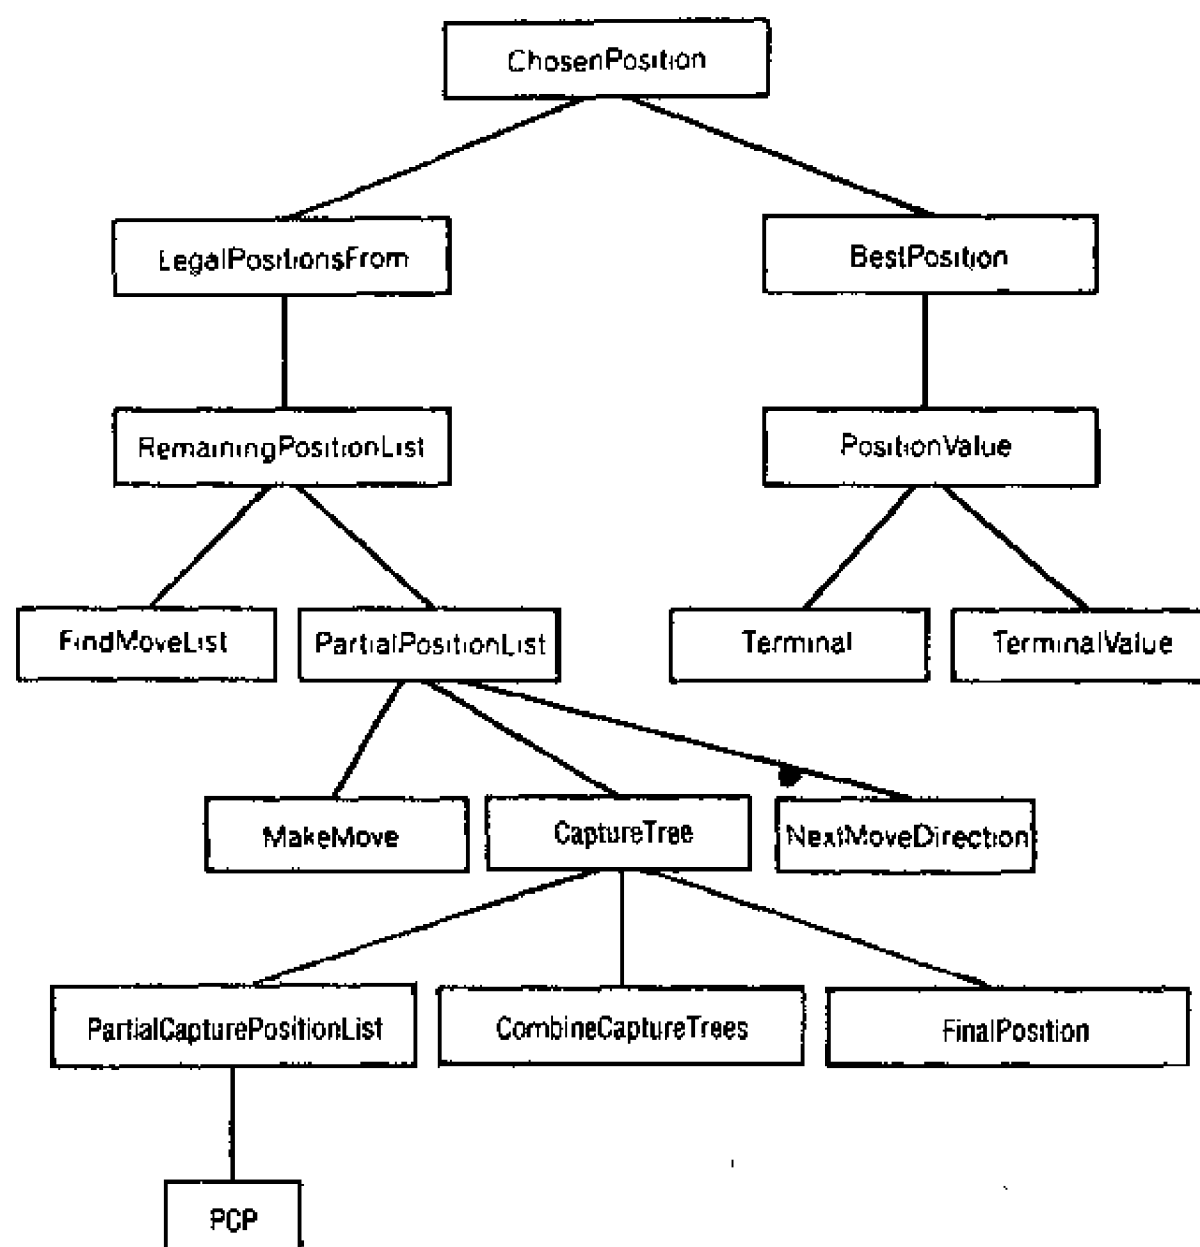 ChosenPosition
LegalPositionsFrom
BestPosition
RemainingPositionList
PositionValue
FindMoveList
PartialPositionList
Terminal
TerminalValue
MakeMove
CaptureTree
NextMoveDirection
PartialCapturePositionList
CombineCaptureTrees
FinalPosition
PCP